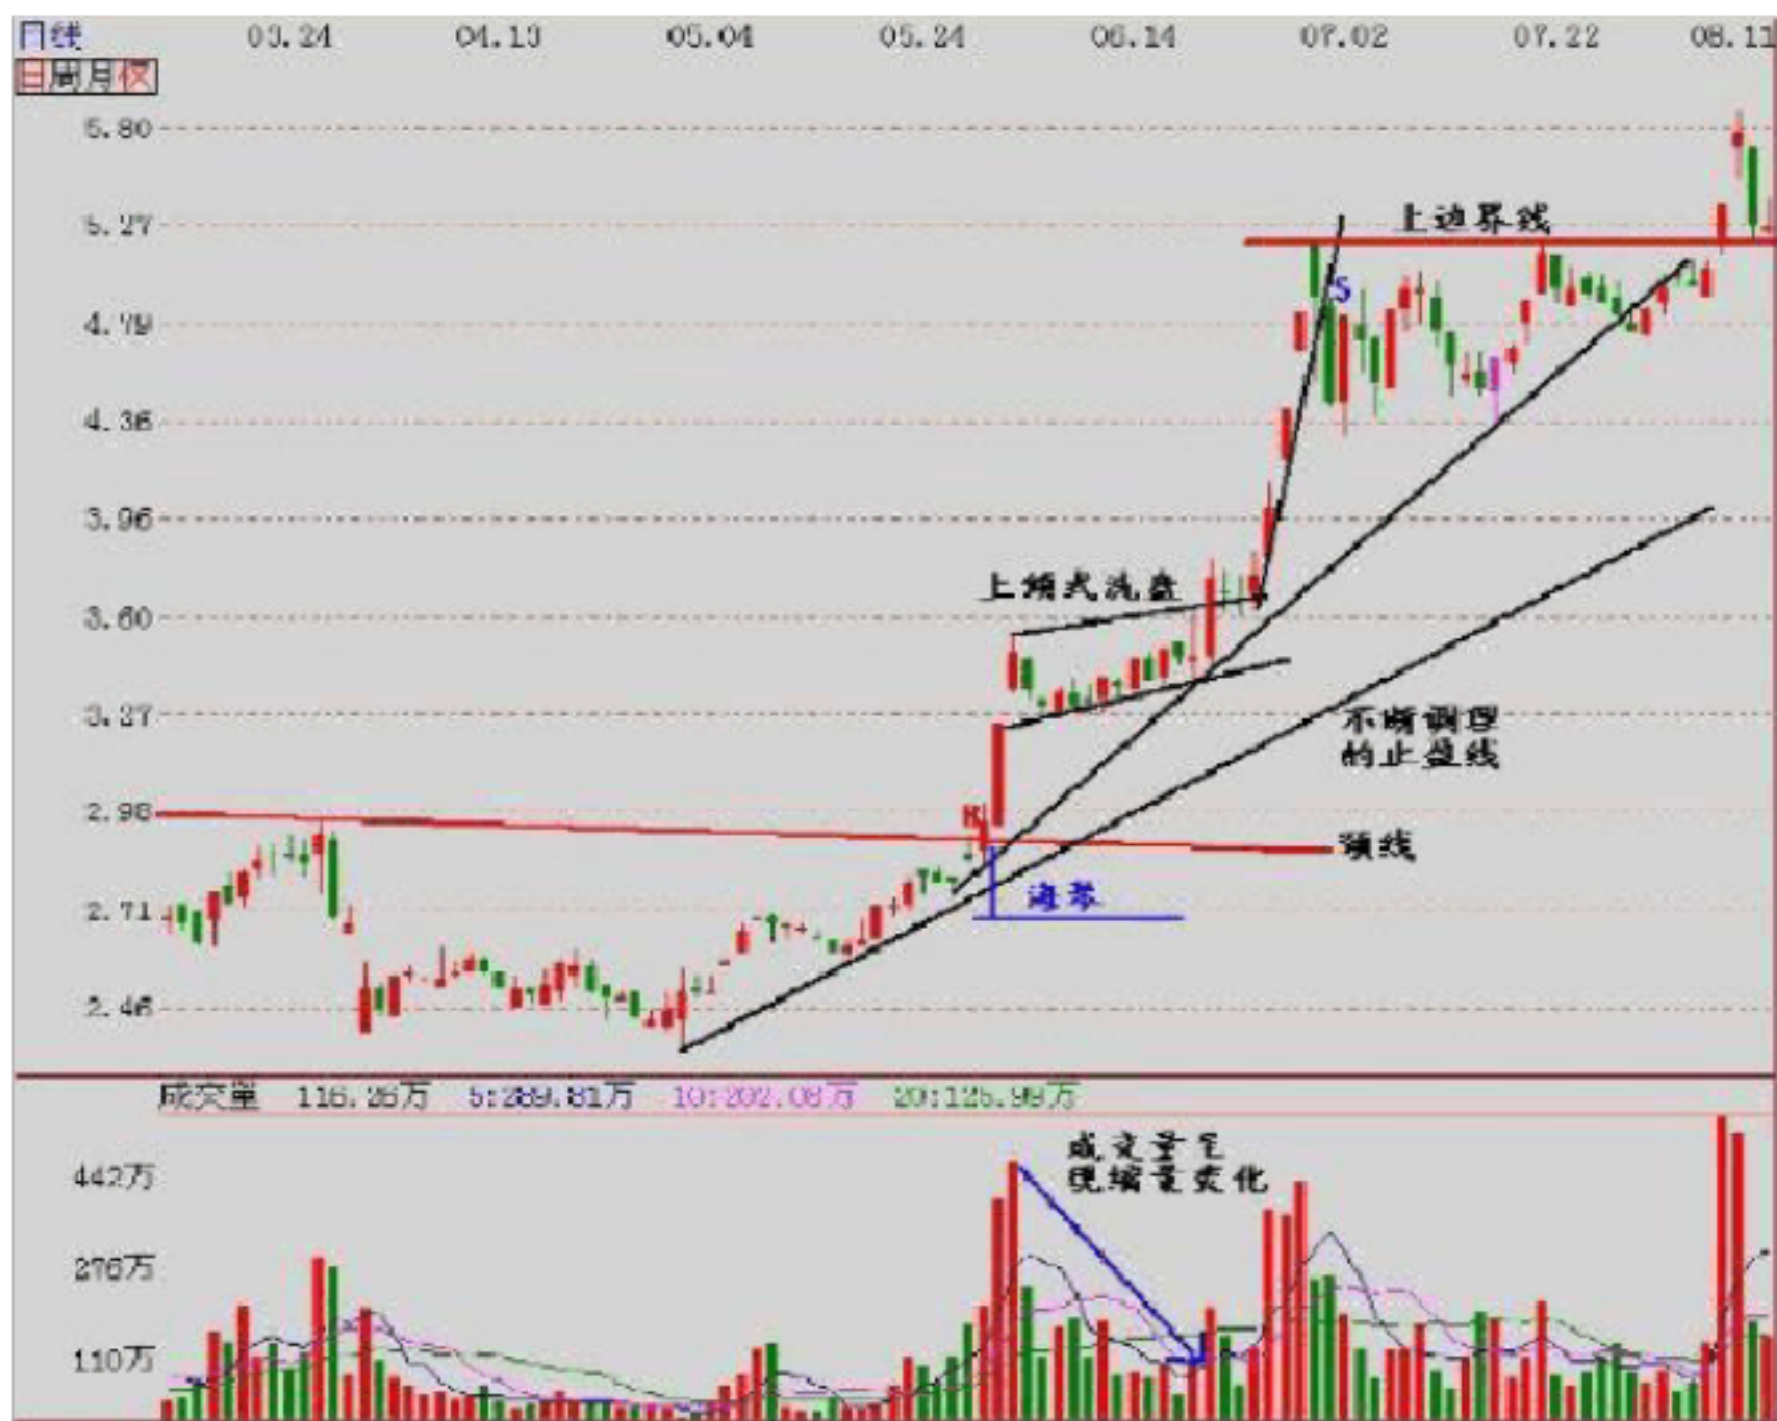 日线 03.24 04.13 05.04 05.24 06.14 07.02 07.22 08.11
日周月仅
5.80
5.27
4.79
4.36
3.96
3.60
3.27
2.98
2.71
2.46
上边界线
S
上倾式洗盘
不断调理
的止盈线
颈线
成交量 116.26万 5:289.81万 10:202.08万 20:125.99万
成交量呈
现缩量变化
442万
276万
110万